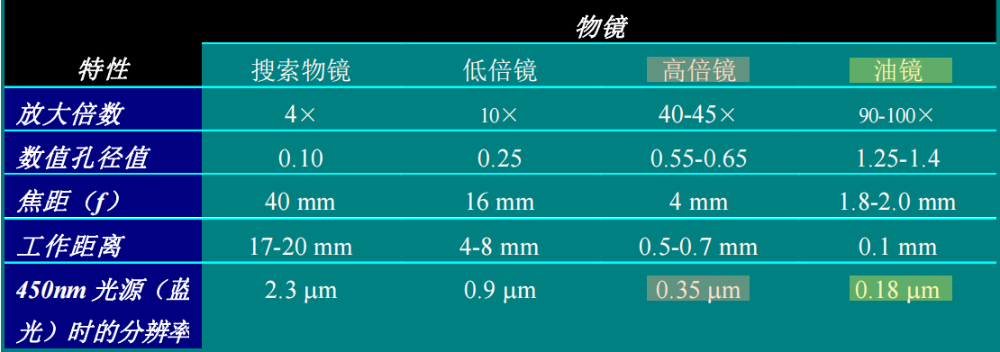 物镜
特性 搜索物镜 低倍镜 高倍镜 油镜
放大倍数 4× 10× 40-45× 90-100×
数值孔径值 0.10 0.25 0.55-0.65 1.25-1.4
焦距（f） 40 mm 16 mm 4 mm 1.8-2.0 mm
工作距离 17-20 mm 4-8 mm 0.5-0.7 mm 0.1 mm
450nm 光源（蓝 2.3 μm 0.9 μm 0.35 μm 0.18 μm
光）时的分辨率